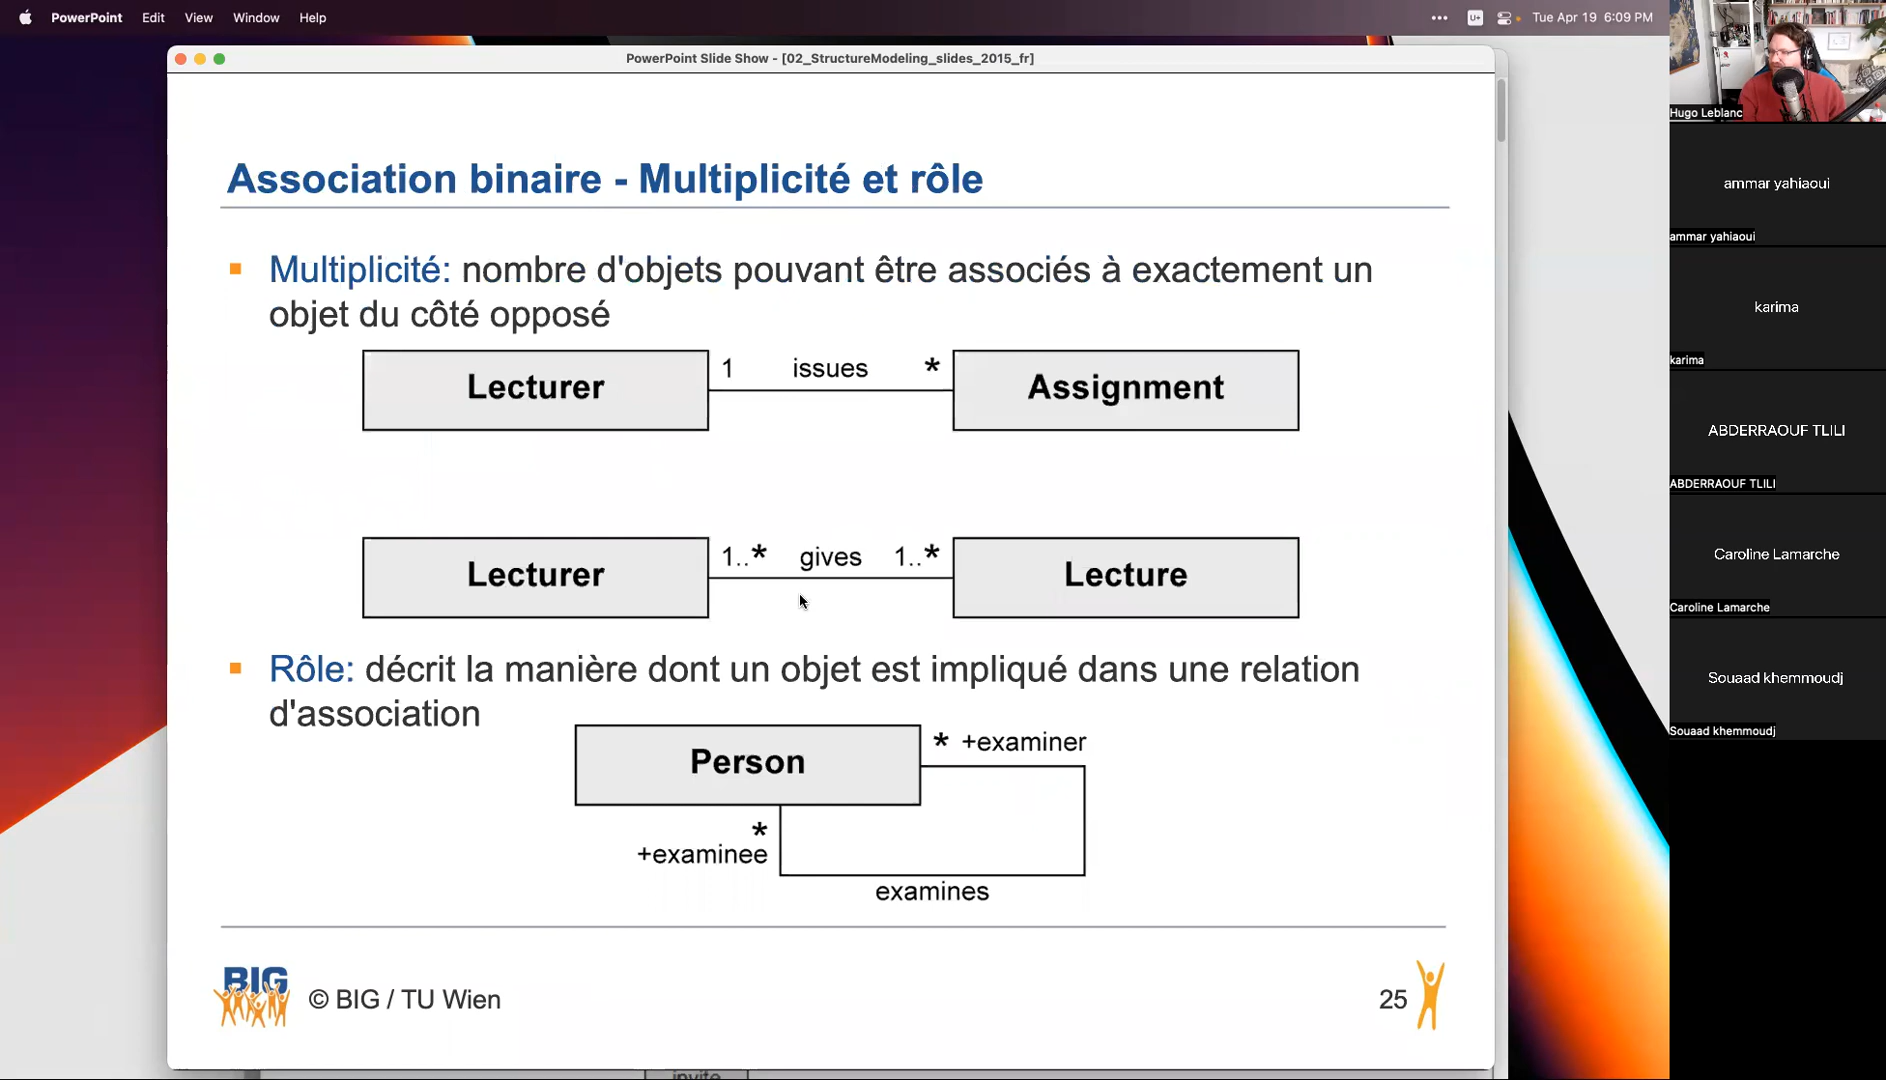 PowerPoint Edit View Window Help
Tue Apr 19 6:09 PM
PowerPoint Slide Show - [02_StructureModeling_slides_2015_fr]
Association binaire - Multiplicité et rôle
Multiplicité: nombre d'objets pouvant être associés à exactement un
objet du côté opposé
Lecturer 1 issues * Assignment
Lecturer 1..* gives 1..* Lecture
Rôle: décrit la manière dont un objet est impliqué dans une relation
d'association
Person * +examiner
*
+examinee
examines
BIG © BIG / TU Wien 25
invite
Hugo Leblanc
ammar yahiaoui
ammar yahiaoui
karima
karima
ABDERRAOUF TLILI
ABDERRAOUF TLILI
Caroline Lamarche
Caroline Lamarche
Souaad khemmoudj
Souaad khemmoudj